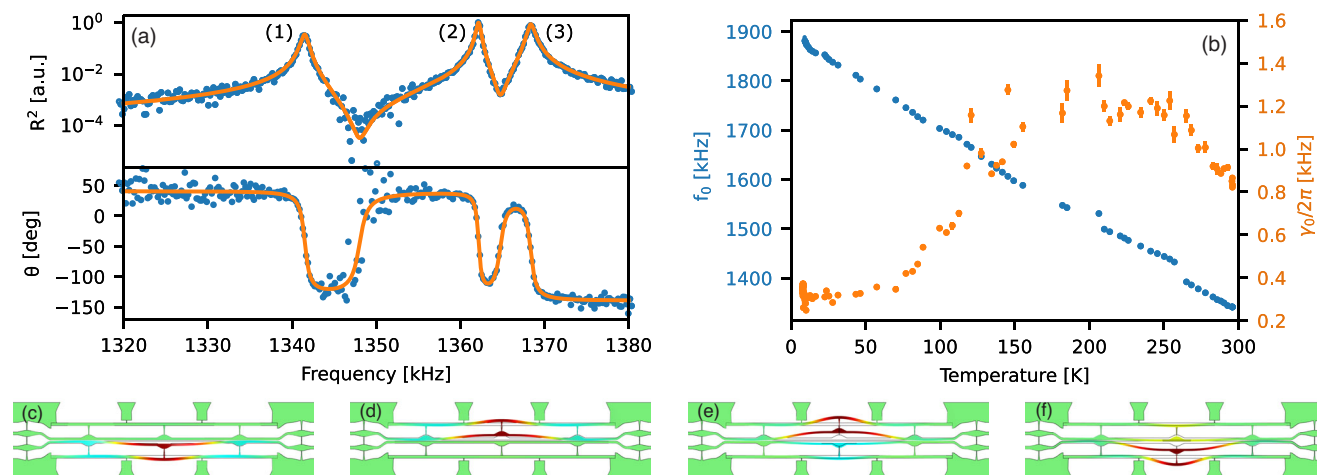 (a)
(1)
(2)
(3)
R² [a.u.]
10⁰
10⁻²
10⁻⁴
θ [deg]
50
0
−50
−100
−150
1320 1330 1340 1350 1360 1370 1380
Frequency [kHz]
(b)
f₀ [kHz]
1900
1800
1700
1600
1500
1400
γ₀/2π [kHz]
1.6
1.4
1.2
1.0
0.8
0.6
0.4
0.2
0 50 100 150 200 250 300
Temperature [K]
(c) (d) (e) (f)